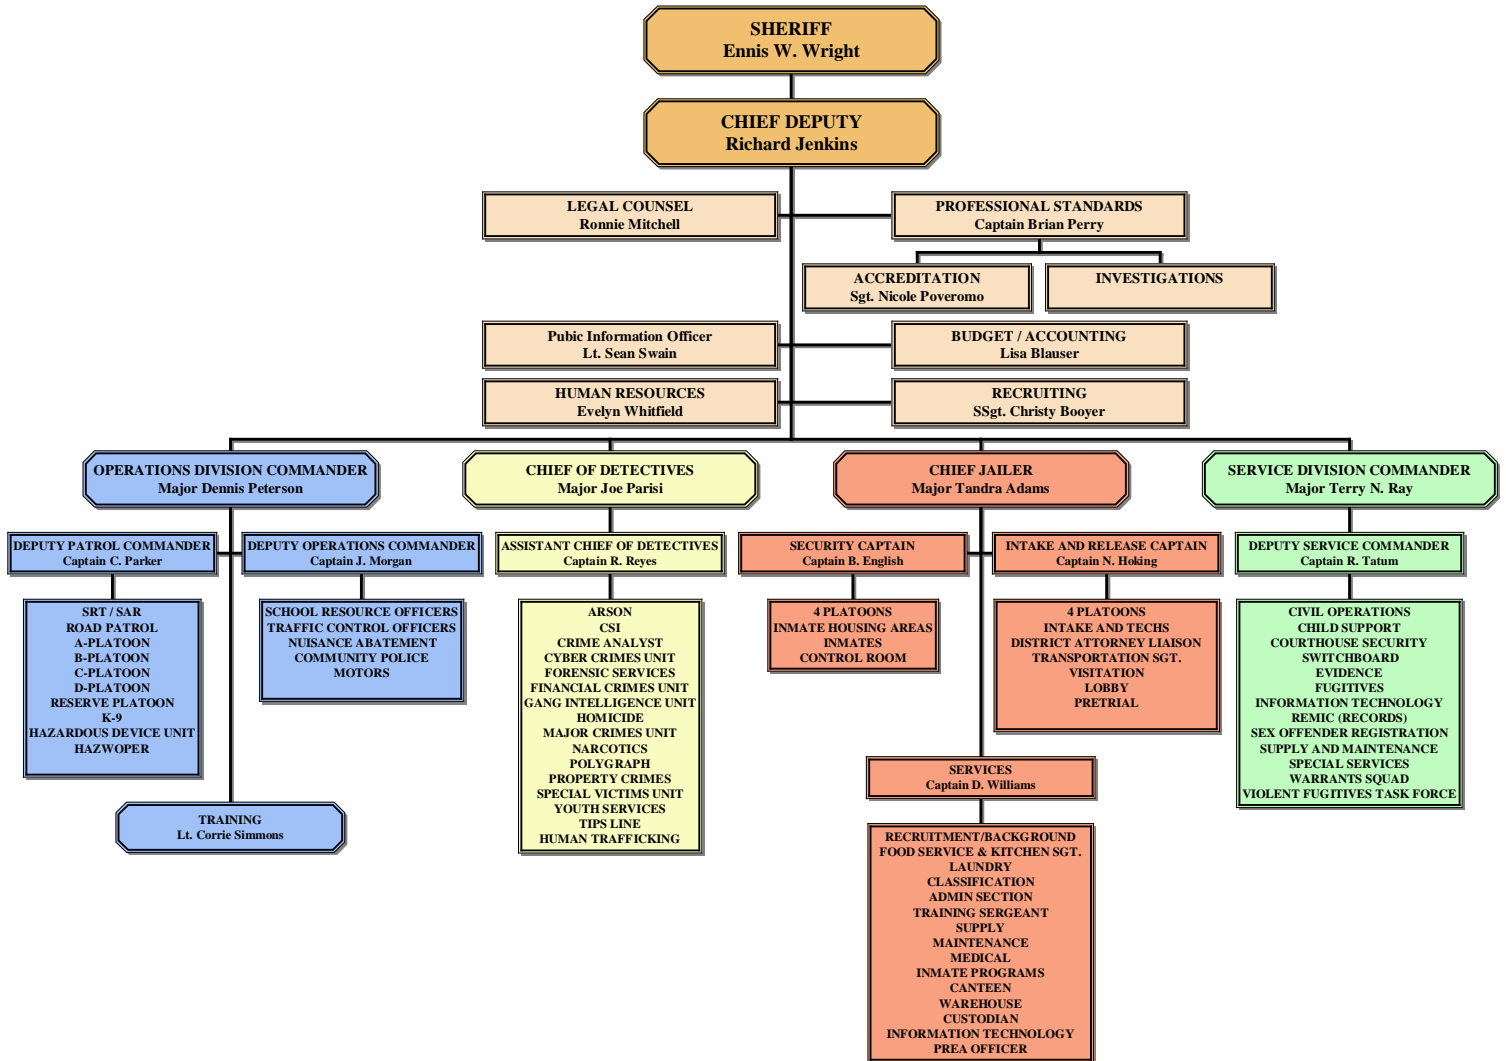 SHERIFF
Ennis W. Wright
CHIEF DEPUTY
Richard Jenkins
LEGAL COUNSEL
Ronnie Mitchell
PROFESSIONAL STANDARDS
Captain Brian Perry
ACCREDITATION
Sgt. Nicole Poveromo
INVESTIGATIONS
Pubic Information Officer
Lt. Sean Swain
BUDGET / ACCOUNTING
Lisa Blauser
HUMAN RESOURCES
Evelyn Whitfield
RECRUITING
SSgt. Christy Booyer
OPERATIONS DIVISION COMMANDER
Major Dennis Peterson
CHIEF OF DETECTIVES
Major Joe Parisi
CHIEF JAILER
Major Tandra Adams
SERVICE DIVISION COMMANDER
Major Terry N. Ray
DEPUTY PATROL COMMANDER
Captain C. Parker
DEPUTY OPERATIONS COMMANDER
Captain J. Morgan
ASSISTANT CHIEF OF DETECTIVES
Captain R. Reyes
SECURITY CAPTAIN
Captain B. English
INTAKE AND RELEASE CAPTAIN
Captain N. Hoking
DEPUTY SERVICE COMMANDER
Captain R. Tatum
SRT / SAR
ROAD PATROL
A-PLATOON
B-PLATOON
C-PLATOON
D-PLATOON
RESERVE PLATOON
K-9
HAZARDOUS DEVICE UNIT
HAZWOPER
SCHOOL RESOURCE OFFICERS
TRAFFIC CONTROL OFFICERS
NUISANCE ABATEMENT
COMMUNITY POLICE
MOTORS
ARSON
CSI
CRIME ANALYST
CYBER CRIMES UNIT
FORENSIC SERVICES
FINANCIAL CRIMES UNIT
GANG INTELLIGENCE UNIT
HOMICIDE
MAJOR CRIMES UNIT
NARCOTICS
POLYGRAPH
PROPERTY CRIMES
SPECIAL VICTIMS UNIT
YOUTH SERVICES
TIPS LINE
HUMAN TRAFFICKING
4 PLATOONS
INMATE HOUSING AREAS
INMATES
CONTROL ROOM
4 PLATOONS
INTAKE AND TECHS
DISTRICT ATTORNEY LIAISON
TRANSPORTATION SGT.
VISITATION
LOBBY
PRETRIAL
CIVIL OPERATIONS
CHILD SUPPORT
COURTHOUSE SECURITY
SWITCHBOARD
EVIDENCE
FUGITIVES
INFORMATION TECHNOLOGY
REMIC (RECORDS)
SEX OFFENDER REGISTRATION
SUPPLY AND MAINTENANCE
SPECIAL SERVICES
WARRANTS SQUAD
VIOLENT FUGITIVES TASK FORCE
TRAINING
Lt. Corrie Simmons
SERVICES
Captain D. Williams
RECRUITMENT/BACKGROUND
FOOD SERVICE & KITCHEN SGT.
LAUNDRY
CLASSIFICATION
ADMIN SECTION
TRAINING SERGEANT
SUPPLY
MAINTENANCE
MEDICAL
INMATE PROGRAMS
CANTEEN
WAREHOUSE
CUSTODIAN
INFORMATION TECHNOLOGY
PREA OFFICER